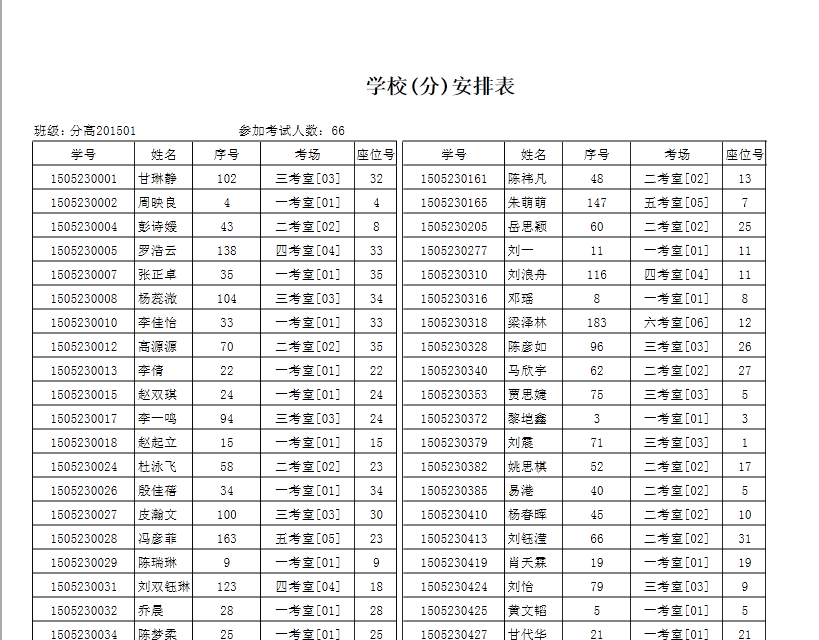 学校(分)安排表
班级：分高201501 参加考试人数：66
学号 姓名 序号 考场 座位号 学号 姓名 序号 考场 座位号
1505230001 甘琳静 102 三考室[03] 32 1505230161 陈祎凡 48 二考室[02] 13
1505230002 周映良 4 一考室[01] 4 1505230165 朱萌萌 147 五考室[05] 7
1505230004 彭诗嫚 43 二考室[02] 8 1505230205 岳思颖 60 二考室[02] 25
1505230005 罗浩云 138 四考室[04] 33 1505230277 刘一 11 一考室[01] 11
1505230007 张正卓 35 一考室[01] 35 1505230310 刘浪舟 116 四考室[04] 11
1505230008 杨蕊溦 104 三考室[03] 34 1505230316 邓瑶 8 一考室[01] 8
1505230010 李佳怡 33 一考室[01] 33 1505230318 梁泽林 183 六考室[06] 12
1505230012 高源源 70 二考室[02] 35 1505230328 陈彦如 96 三考室[03] 26
1505230013 李倩 22 一考室[01] 22 1505230340 马欣宇 62 二考室[02] 27
1505230015 赵双琪 24 一考室[01] 24 1505230353 贾思婕 75 三考室[03] 5
1505230017 李一鸣 94 三考室[03] 24 1505230372 黎垲鑫 3 一考室[01] 3
1505230018 赵起立 15 一考室[01] 15 1505230379 刘震 71 三考室[03] 1
1505230024 杜泳飞 58 二考室[02] 23 1505230382 姚思棋 52 二考室[02] 17
1505230026 殷佳蓓 34 一考室[01] 34 1505230385 易港 40 二考室[02] 5
1505230027 皮瀚文 100 三考室[03] 30 1505230410 杨春晖 45 二考室[02] 10
1505230028 冯彦菲 163 五考室[05] 23 1505230413 刘钰滢 66 二考室[02] 31
1505230029 陈瑞琳 9 一考室[01] 9 1505230419 肖天霖 19 一考室[01] 19
1505230031 刘双钰琳 123 四考室[04] 18 1505230424 刘怡 79 三考室[03] 9
1505230032 乔晨 28 一考室[01] 28 1505230425 黄文韬 5 一考室[01] 5
1505230034 陈梦柔 25 一考室[01] 25 1505230427 甘代华 21 一考室[01] 21